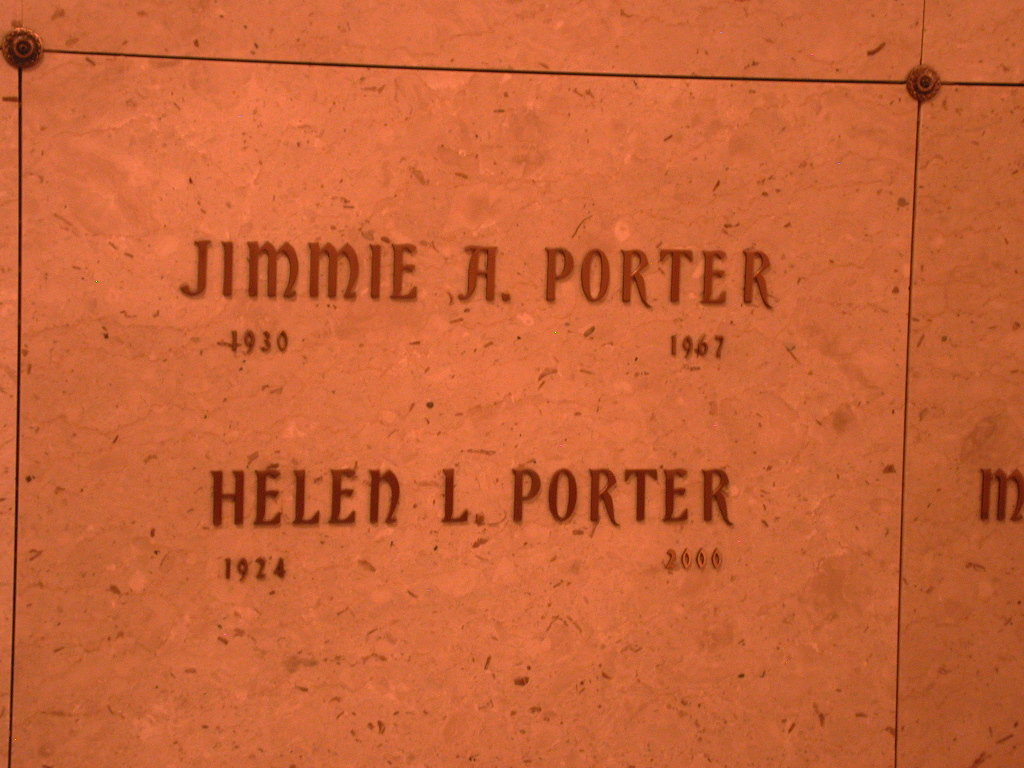 JIMMIE A. PORTER
1930 1967
HELEN L. PORTER
1924 2000